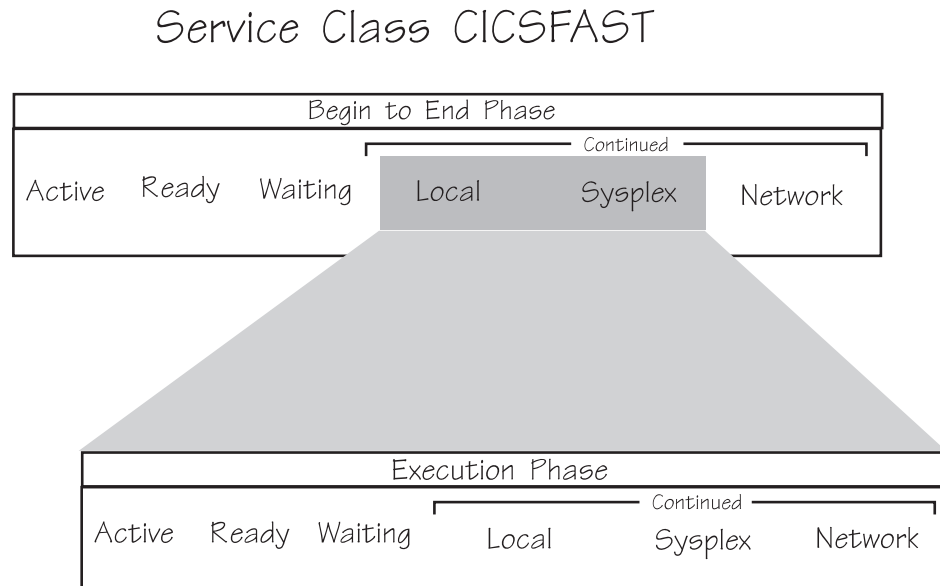 Service Class CICSFAST
Begin to End Phase
Continued
Active Ready Waiting Local Sysplex Network
Execution Phase
Continued
Active Ready Waiting Local Sysplex Network